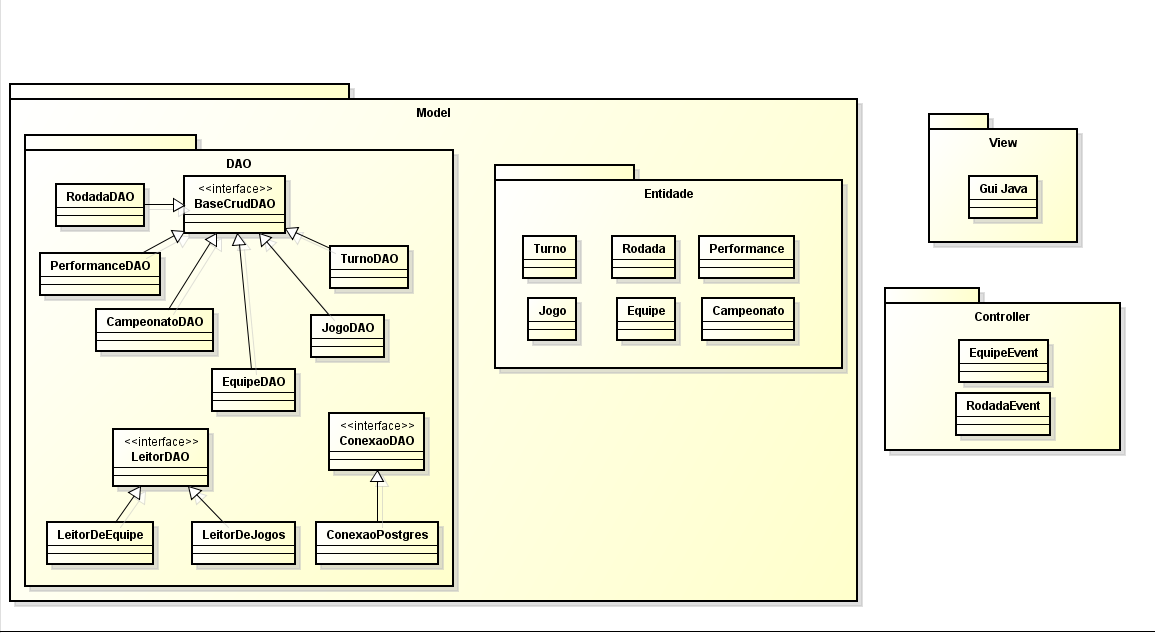 Model
DAO
RodadaDAO
<<interface>>
BaseCrudDAO
PerformanceDAO
TurnoDAO
CampeonatoDAO
JogoDAO
EquipeDAO
<<interface>>
LeitorDAO
<<interface>>
ConexaoDAO
LeitorDeEquipe
LeitorDeJogos
ConexaoPostgres
Entidade
Turno
Rodada
Performance
Jogo
Equipe
Campeonato
View
Gui Java
Controller
EquipeEvent
RodadaEvent